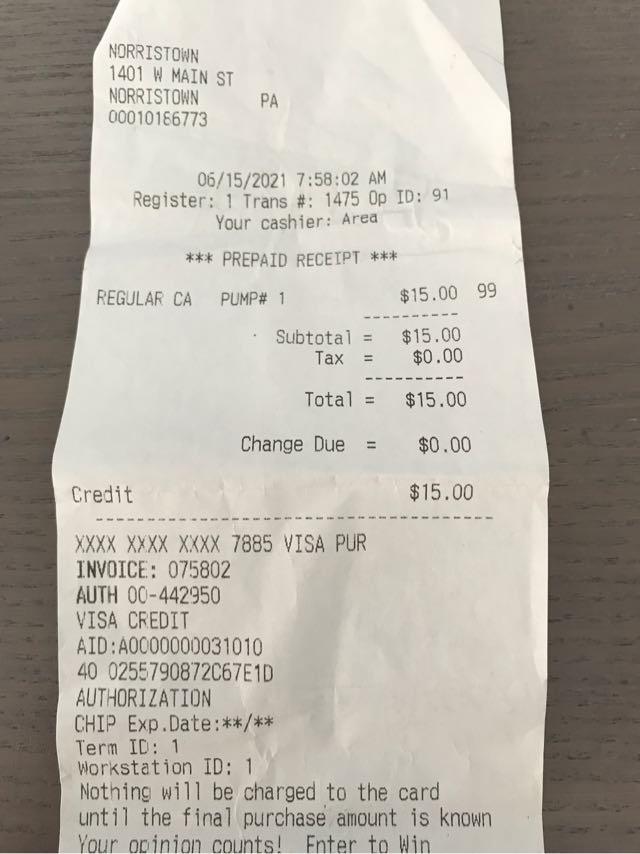 NORRISTOWN
1401 W MAIN ST
NORRISTOWN PA
00010186773
06/15/2021 7:58:02 AM
Register: 1 Trans #: 1475 Op ID: 91
Your cashier: Area
*** PREPAID RECEIPT ***
REGULAR CA PUMP# 1 $15.00 99
----------
Subtotal = $15.00
Tax = $0.00
----------
Total = $15.00
Change Due = $0.00
Credit $15.00
------------------------------------------
XXXX XXXX XXXX 7885 VISA PUR
INVOICE: 075802
AUTH 00-442950
VISA CREDIT
AID:A0000000031010
40 0255790872C67E1D
AUTHORIZATION
CHIP Exp.Date:**/**
Term ID: 1
Workstation ID: 1
Nothing will be charged to the card
until the final purchase amount is known
Your opinion counts! Enter to Win